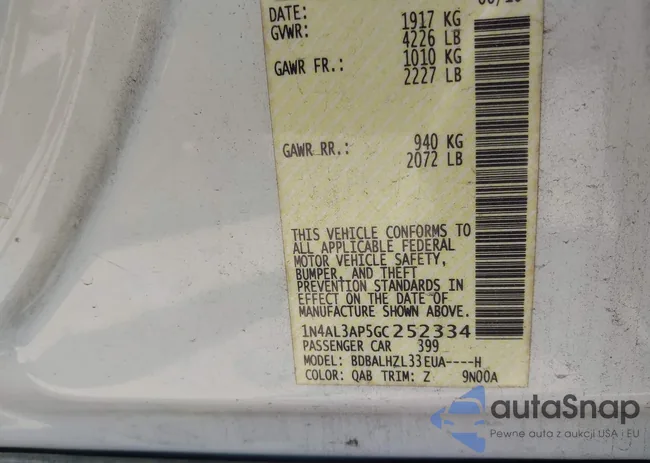 DATE:
GVWR: 1917 KG
4226 LB
GAWR FR.: 1010 KG
2227 LB
GAWR RR.: 940 KG
2072 LB
THIS VEHICLE CONFORMS TO
ALL APPLICABLE FEDERAL
MOTOR VEHICLE SAFETY,
BUMPER, AND THEFT
PREVENTION STANDARDS IN
EFFECT ON THE DATE OF
MANUFACTURE SHOWN ABOVE.
1N4AL3AP5GC252334
PASSENGER CAR 399
MODEL: BDBALHZL33EUA----H
COLOR: QAB TRIM: Z 9N00A
autaSnap
Pewne auta z aukcji USA i EU